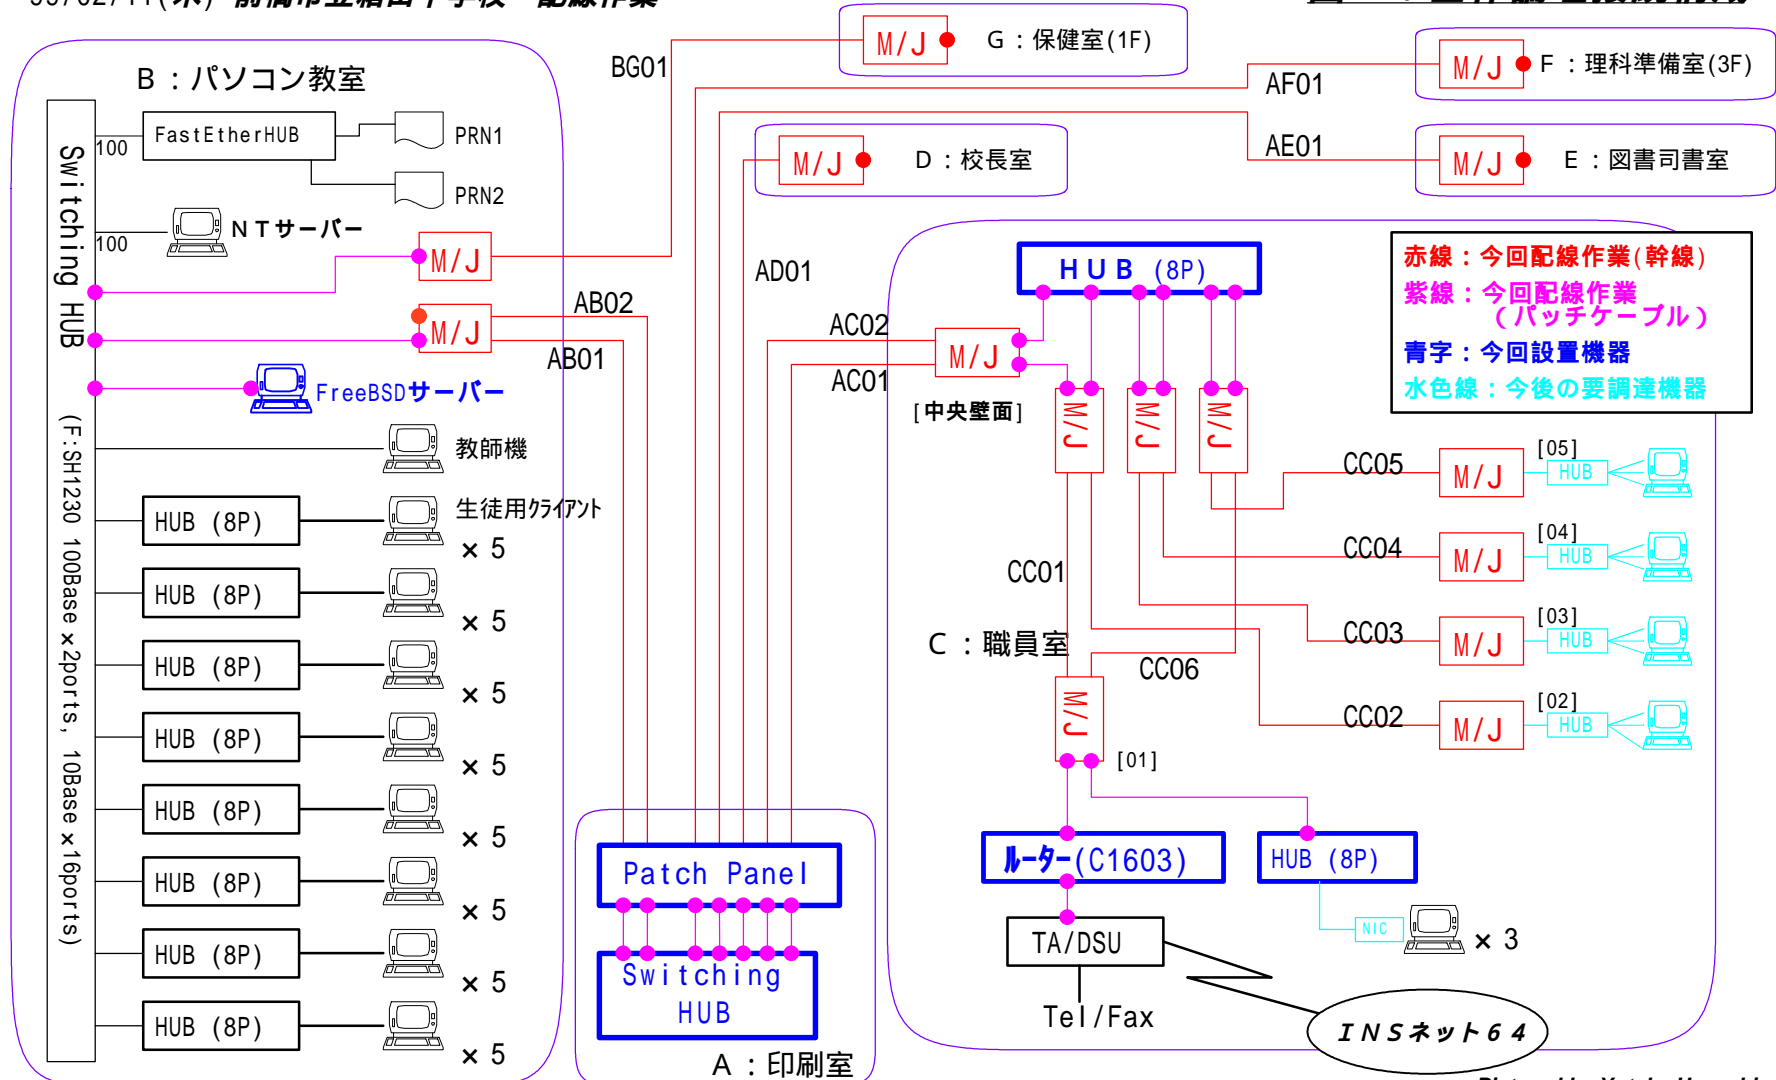 B：パソコン教室
Switching HUB
(F:SH1230 100Base×2ports, 10Base×16ports)
100
FastEtherHUB
PRN1
PRN2
100
ＮＴサーバー
M/J
M/J
FreeBSDサーバー
教師機
生徒用ｸﾗｲｱﾝﾄ
HUB (8P)
× 5
HUB (8P)
× 5
HUB (8P)
× 5
HUB (8P)
× 5
HUB (8P)
× 5
HUB (8P)
× 5
HUB (8P)
× 5
HUB (8P)
× 5
BG01
AB02
AB01
M/J
G：保健室(1F)
M/J
D：校長室
AF01
M/J
F：理科準備室(3F)
AE01
M/J
E：図書司書室
AD01
AC02
AC01
M/J
[中央壁面]
ＨＵＢ (8P)
M/J
M/J
M/J
赤線：今回配線作業(幹線)
紫線：今回配線作業
（パッチケーブル）
青字：今回設置機器
水色線：今後の要調達機器
CC05
M/J
[05]
HUB
CC04
M/J
[04]
HUB
CC03
M/J
[03]
HUB
CC02
M/J
[02]
HUB
CC01
C：職員室
CC06
M/J
[01]
ﾙｰﾀｰ(C1603)
HUB (8P)
NIC
× 3
TA/DSU
Tel/Fax
ＩＮＳネット６４
Patch Panel
Switching
HUB
A：印刷室